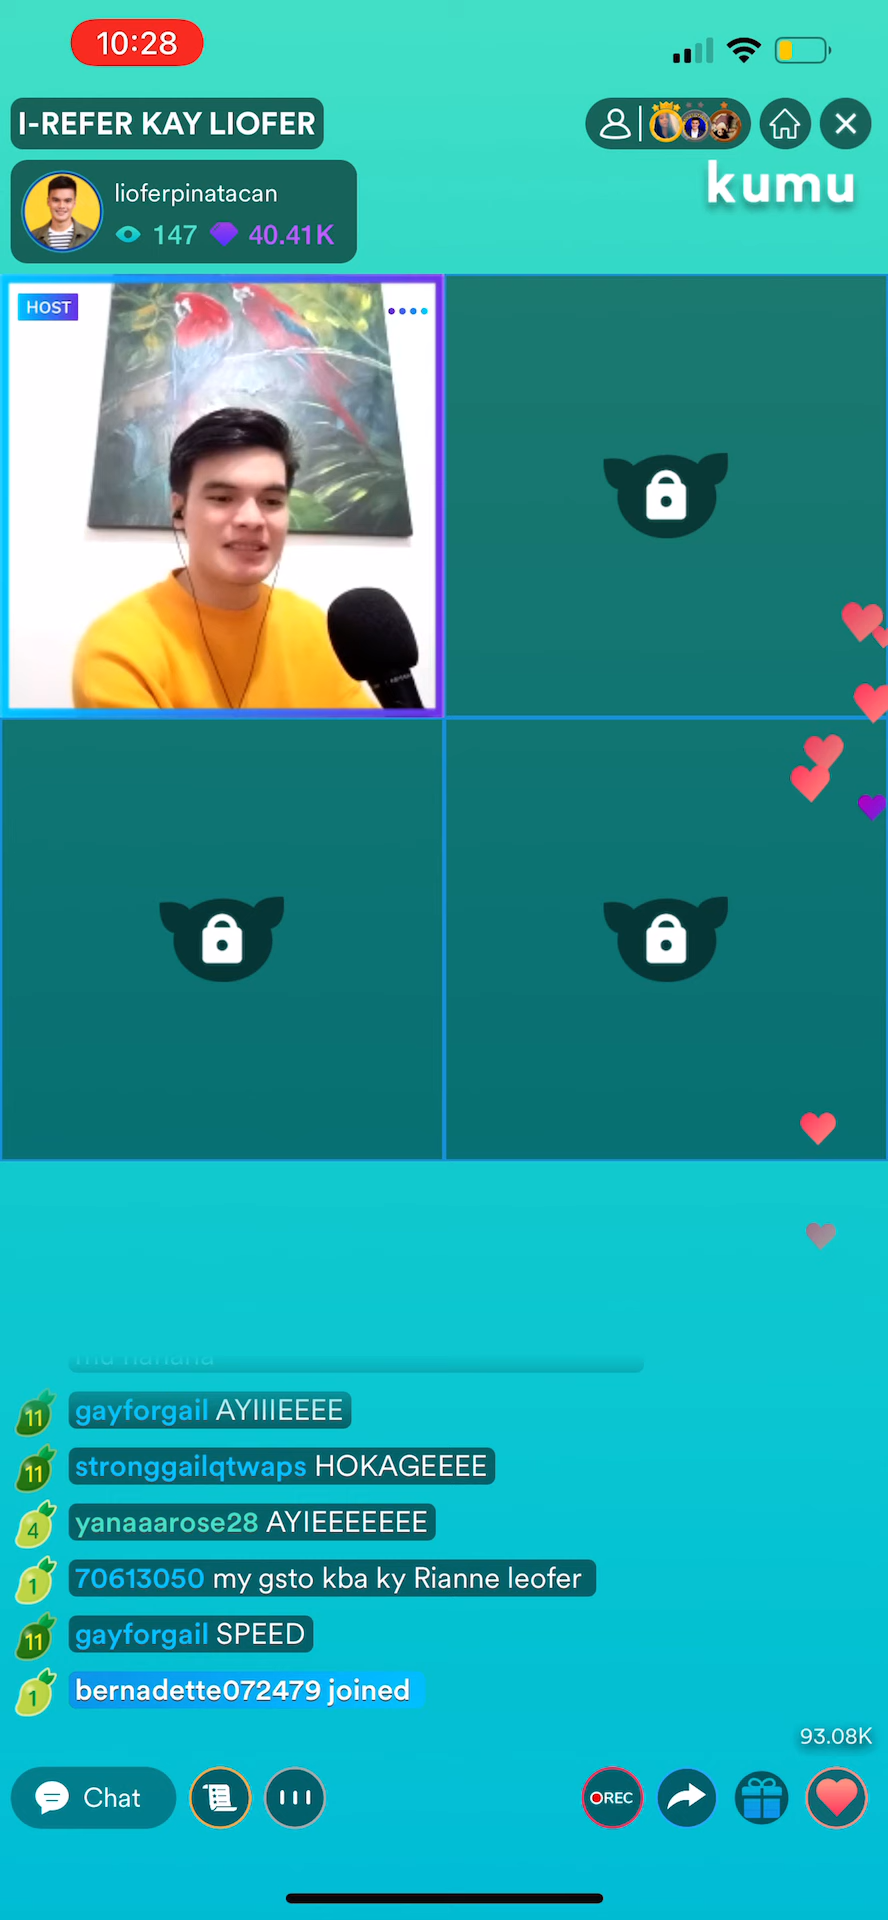 10:28
I-REFER KAY LIOFER
lioferpinatacan
147 40.41K
kumu
HOST
11 gayforgail AYIIIEEEE
11 stronggailqtwaps HOKAGEEEE
4 yanaaarose28 AYIEEEEEEE
1 70613050 my gsto kba ky Rianne leofer
11 gayforgail SPEED
1 bernadette072479 joined
93.08K
Chat
REC